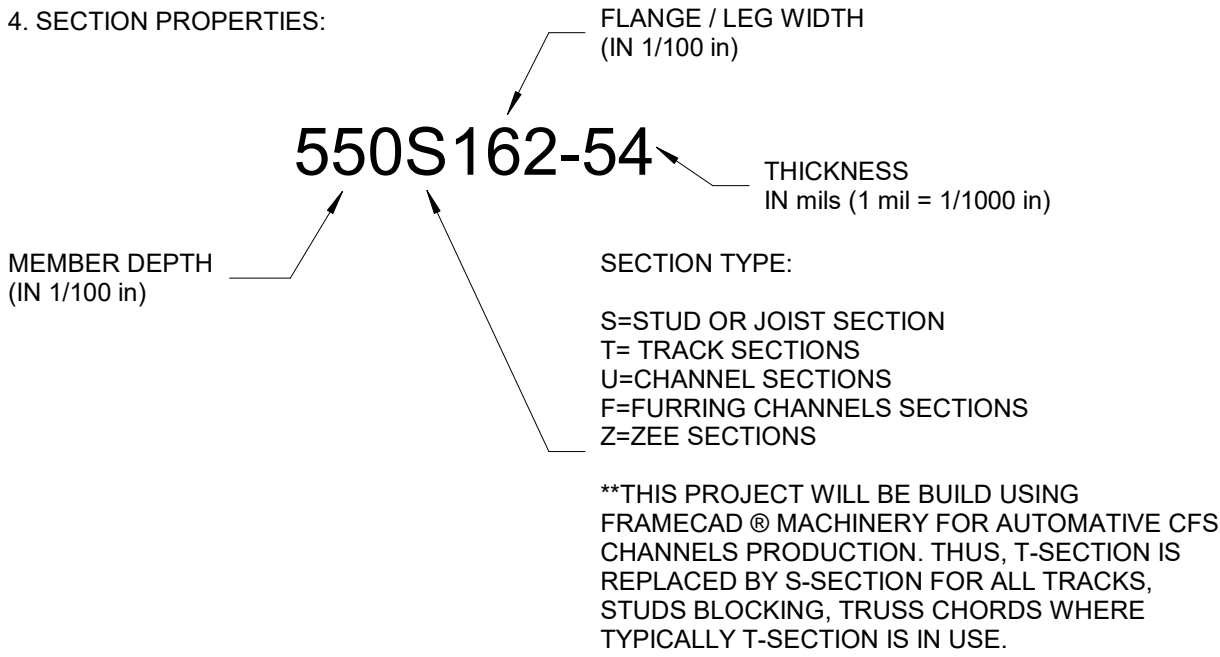 4. SECTION PROPERTIES:
FLANGE / LEG WIDTH
(IN 1/100 in)
550S162-54
THICKNESS
IN mils (1 mil = 1/1000 in)
MEMBER DEPTH
(IN 1/100 in)
SECTION TYPE:
S=STUD OR JOIST SECTION
T= TRACK SECTIONS
U=CHANNEL SECTIONS
F=FURRING CHANNELS SECTIONS
Z=ZEE SECTIONS
**THIS PROJECT WILL BE BUILD USING
FRAMECAD ® MACHINERY FOR AUTOMATIVE CFS
CHANNELS PRODUCTION. THUS, T-SECTION IS
REPLACED BY S-SECTION FOR ALL TRACKS,
STUDS BLOCKING, TRUSS CHORDS WHERE
TYPICALLY T-SECTION IS IN USE.